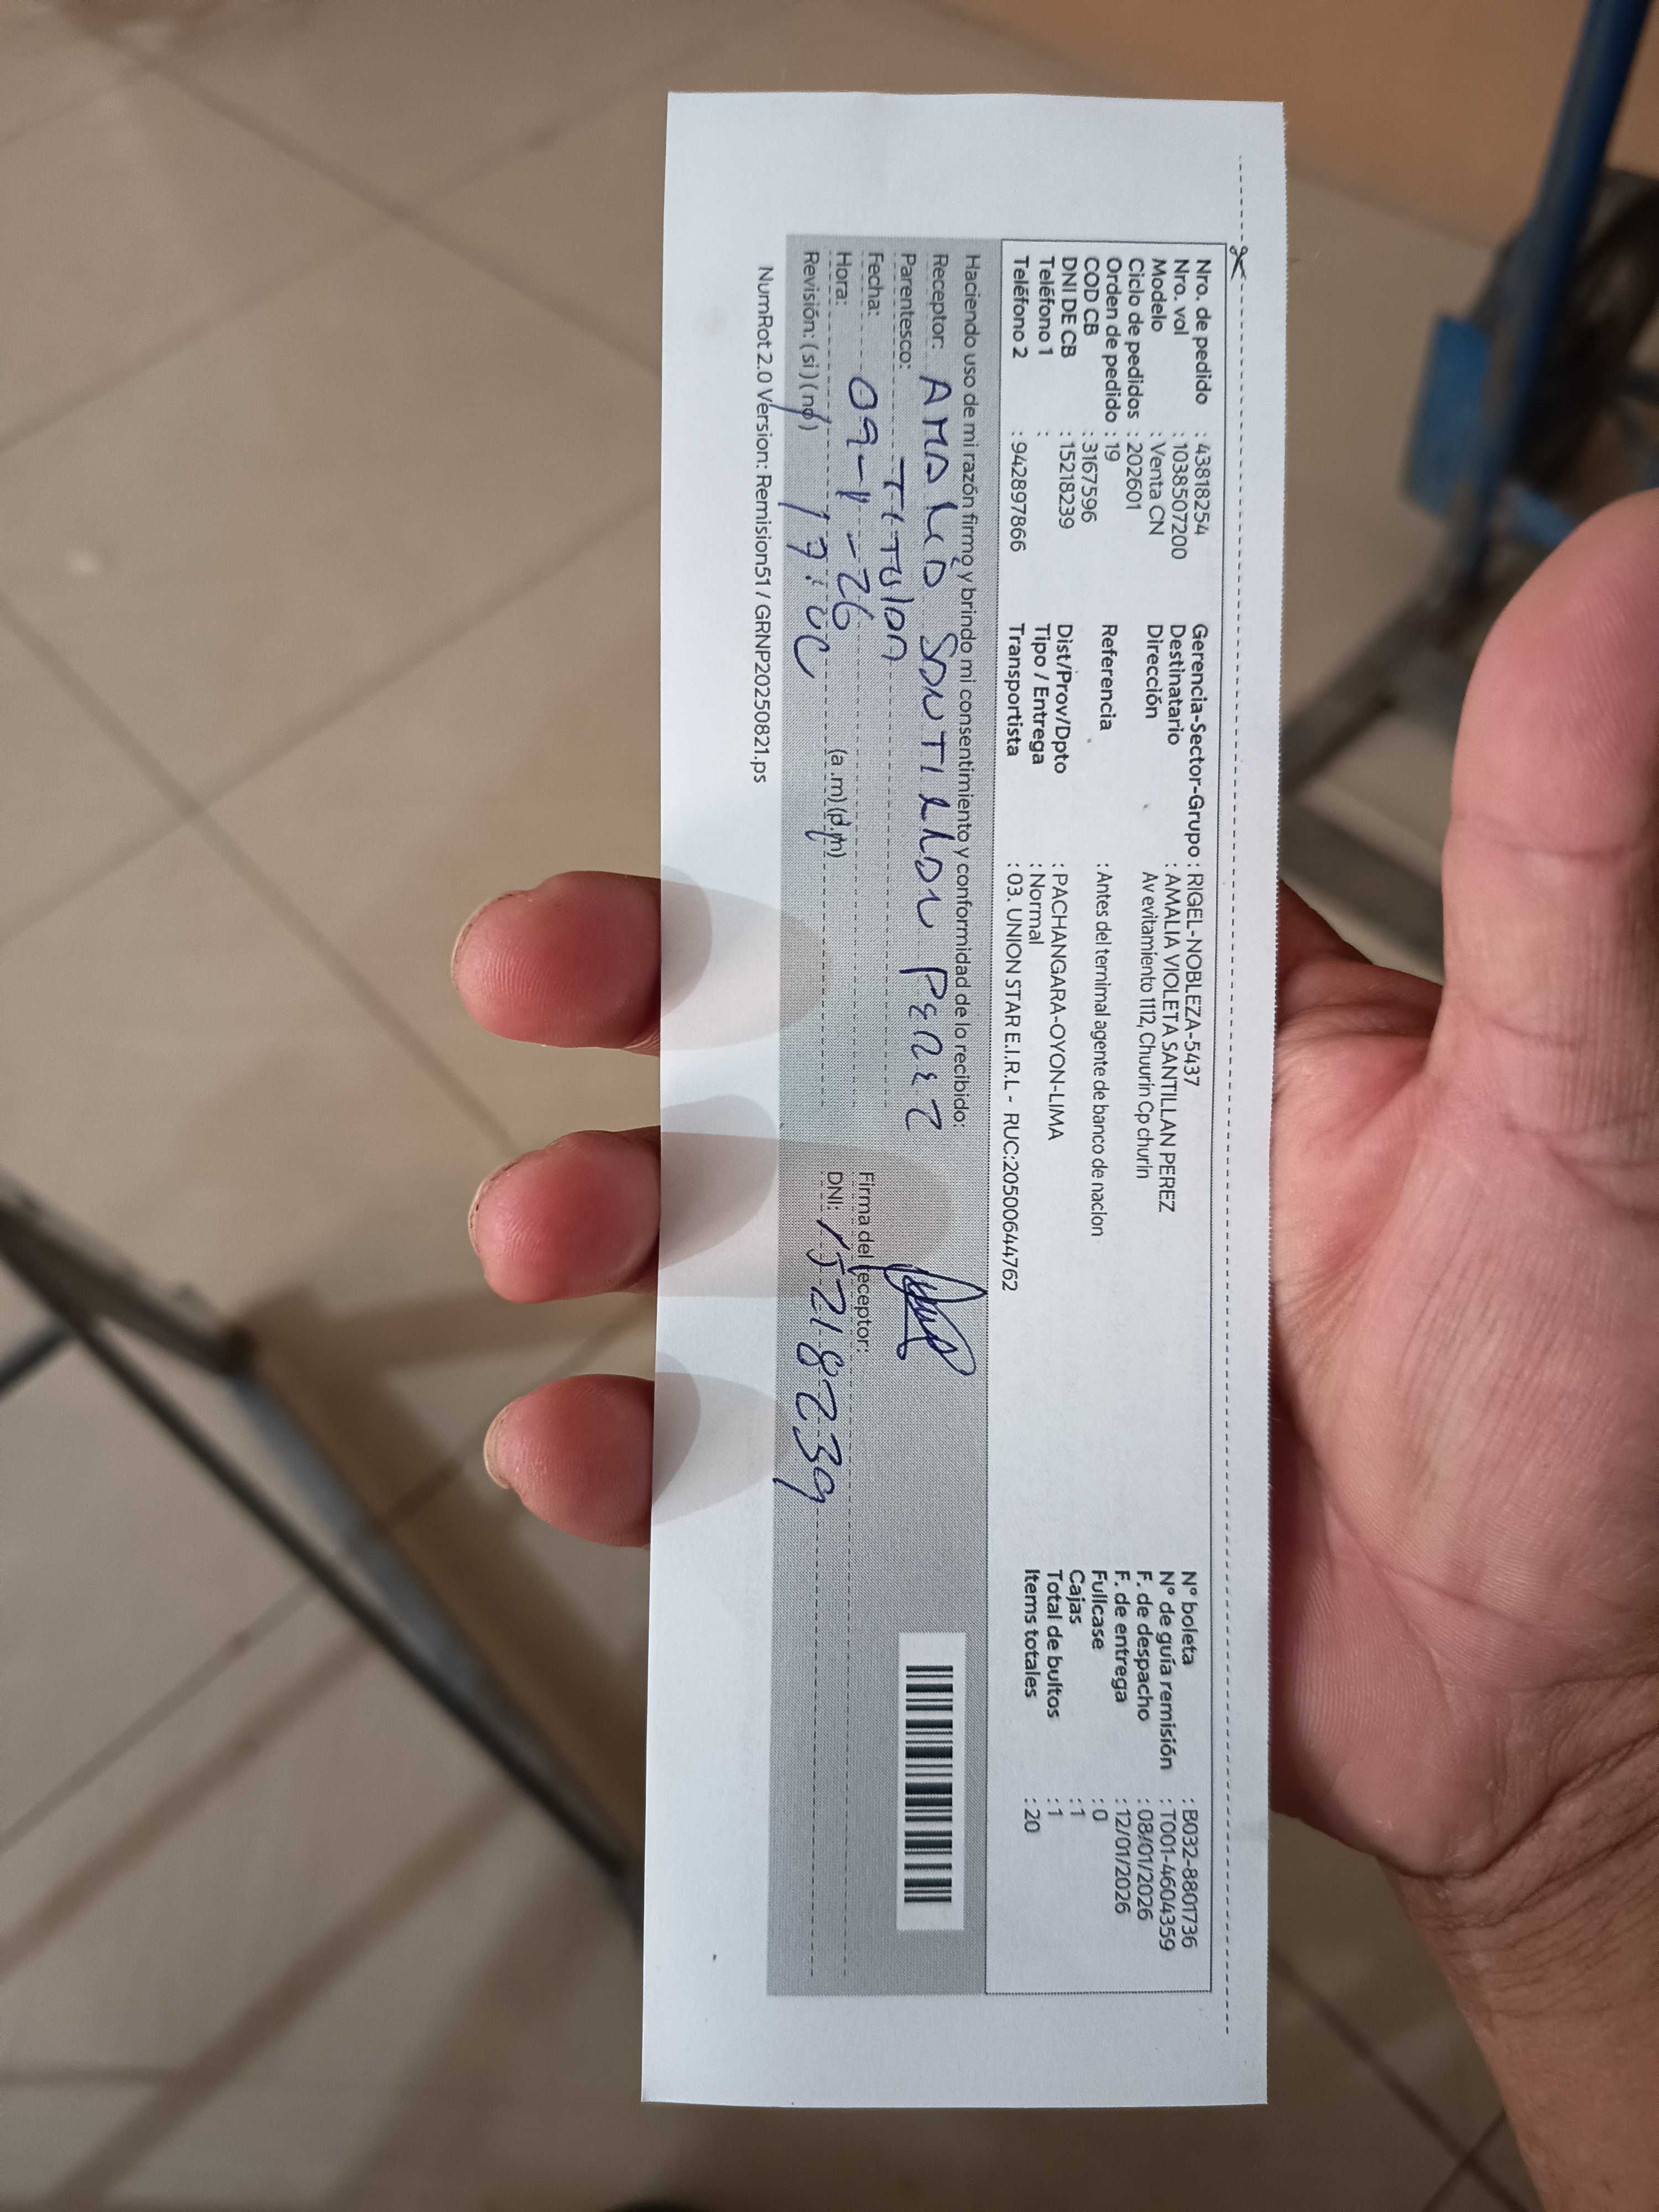 Nro. de pedido : 43818254
Nro. vol : 1038507200
Modelo : Venta CN
Ciclo de pedidos : 202601
Orden de pedido : 19
COD CB : 3167596
DNI DE CB : 15218239
Teléfono 1 :
Teléfono 2 : 942897866
Gerencia-Sector-Grupo : RIGEL-NOBLEZA-5437
Destinatario : AMALIA VIOLETA SANTILLAN PEREZ
Dirección Av evitamiento 1112, Chuurin Cp churin
Referencia : Antes del ternimal agente de banco de nacion
Dist/Prov/Dpto : PACHANGARA-OYON-LIMA
Tipo / Entrega : Normal
Transportista : 03. UNION STAR E.I.R.L - RUC:20500644762
N° boleta : B032-8801736
N° de guía remisión : T001-4604359
F. de despacho : 08/01/2026
F. de entrega : 12/01/2026
Fullcase : 0
Cajas : 1
Total de bultos : 1
Items totales : 20
Haciendo uso de mi razón firmo y brindo mi consentimiento y conformidad de lo recibido:
Receptor: SANTILLAN PEREZ
Parentesco: TITULAR
Fecha: 09-1-26
Hora: (a .m) (p.m)
Revisión: ( si ) ( no )
Firma del receptor:
DNI: 15218239
NumRot 2.0 Version: Remision51 / GRNP20250821.ps